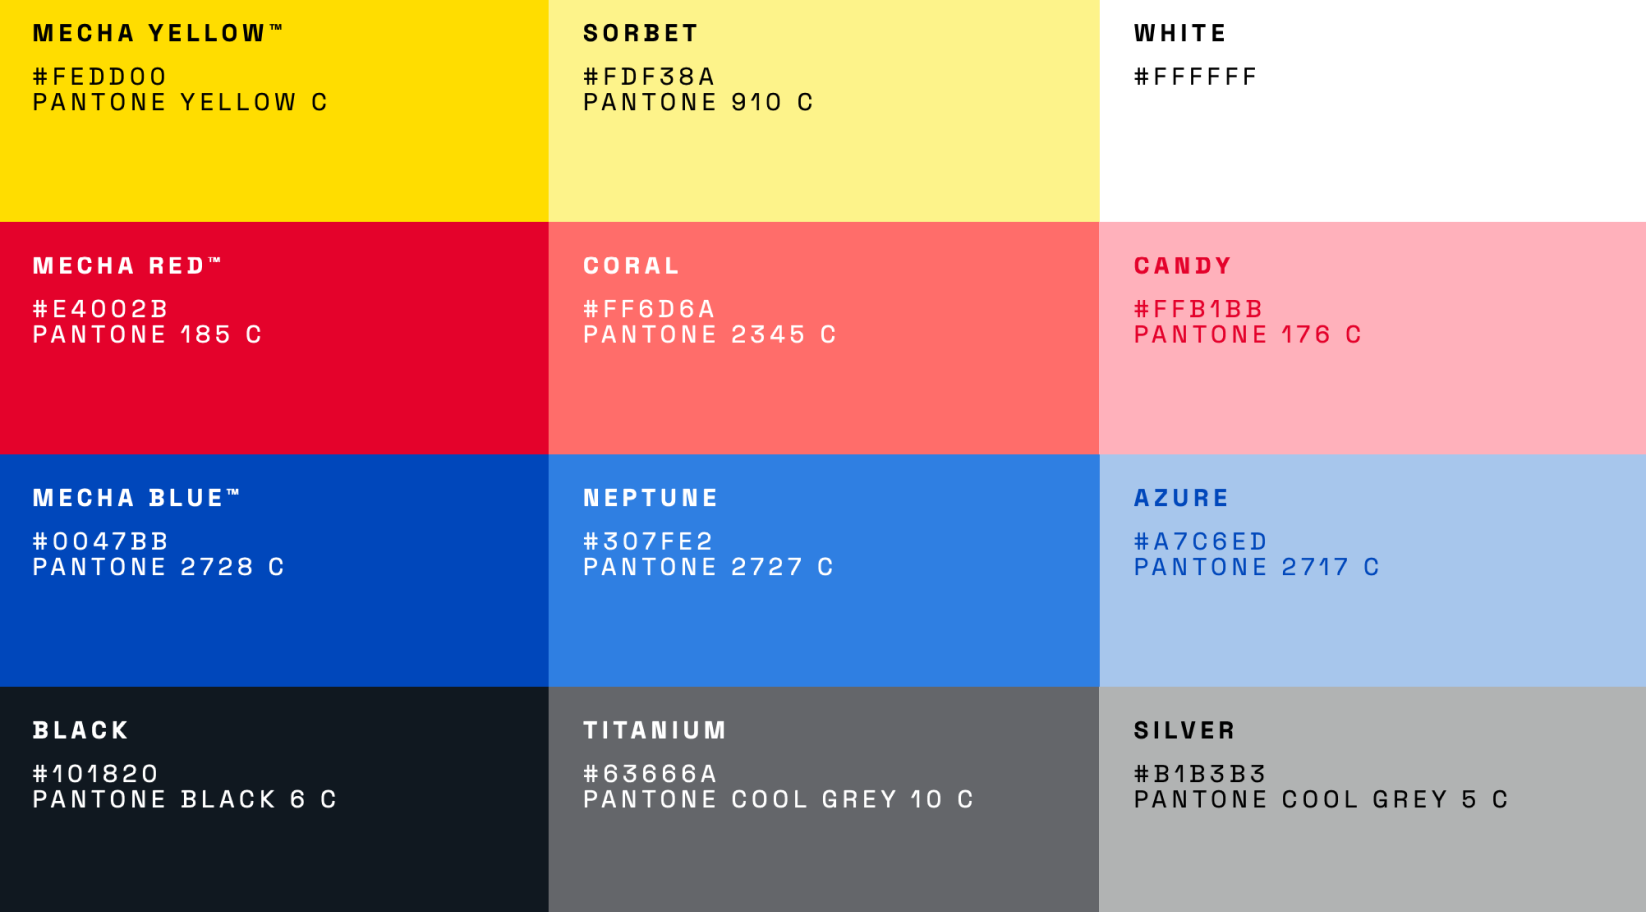 MECHA YELLOW™
#FEDD00
PANTONE YELLOW C
SORBET
#FDF38A
PANTONE 910 C
WHITE
#FFFFFF
MECHA RED™
#E4002B
PANTONE 185 C
CORAL
#FF6D6A
PANTONE 2345 C
CANDY
#FFB1BB
PANTONE 176 C
MECHA BLUE™
#0047BB
PANTONE 2728 C
NEPTUNE
#307FE2
PANTONE 2727 C
AZURE
#A7C6ED
PANTONE 2717 C
BLACK
#101820
PANTONE BLACK 6 C
TITANIUM
#63666A
PANTONE COOL GREY 10 C
SILVER
#B1B3B3
PANTONE COOL GREY 5 C